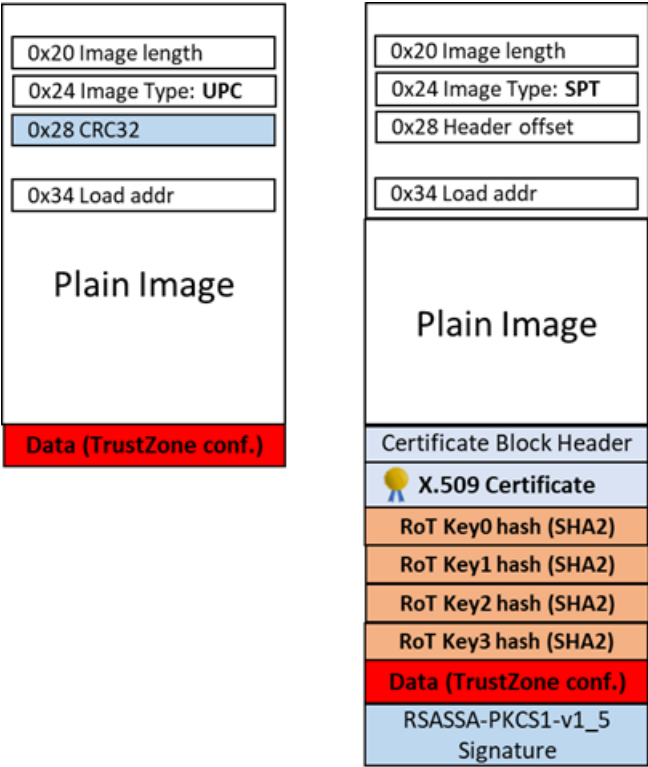 0x20 Image length
0x24 Image Type: UPC
0x28 CRC32
0x34 Load addr
Plain Image
Data (TrustZone conf.)
0x20 Image length
0x24 Image Type: SPT
0x28 Header offset
0x34 Load addr
Plain Image
Certificate Block Header
X.509 Certificate
RoT Key0 hash (SHA2)
RoT Key1 hash (SHA2)
RoT Key2 hash (SHA2)
RoT Key3 hash (SHA2)
Data (TrustZone conf.)
RSASSA-PKCS1-v1_5
Signature